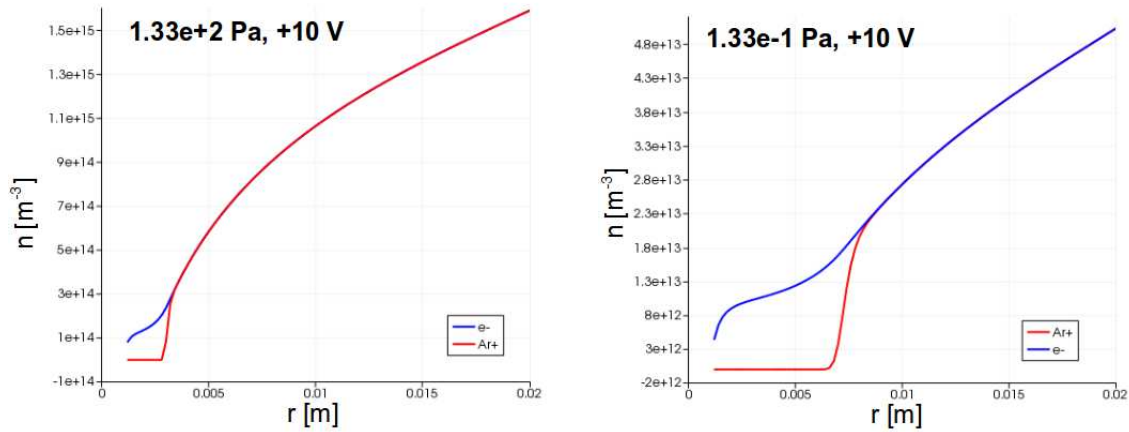 1.33e+2 Pa, +10 V
1.5e+15
1.3e+15
1.1e+15
9e+14
7e+14
5e+14
3e+14
1e+14
-1e+14
n [m-3]
e-
Ar+
0
0.005
0.01
0.015
0.02
r [m]
1.33e-1 Pa, +10 V
4.8e+13
4.3e+13
3.8e+13
3.3e+13
2.8e+13
2.3e+13
1.8e+13
1.3e+13
8e+12
3e+12
-2e+12
n [m-3]
Ar+
e-
0
0.005
0.01
0.015
0.02
r [m]